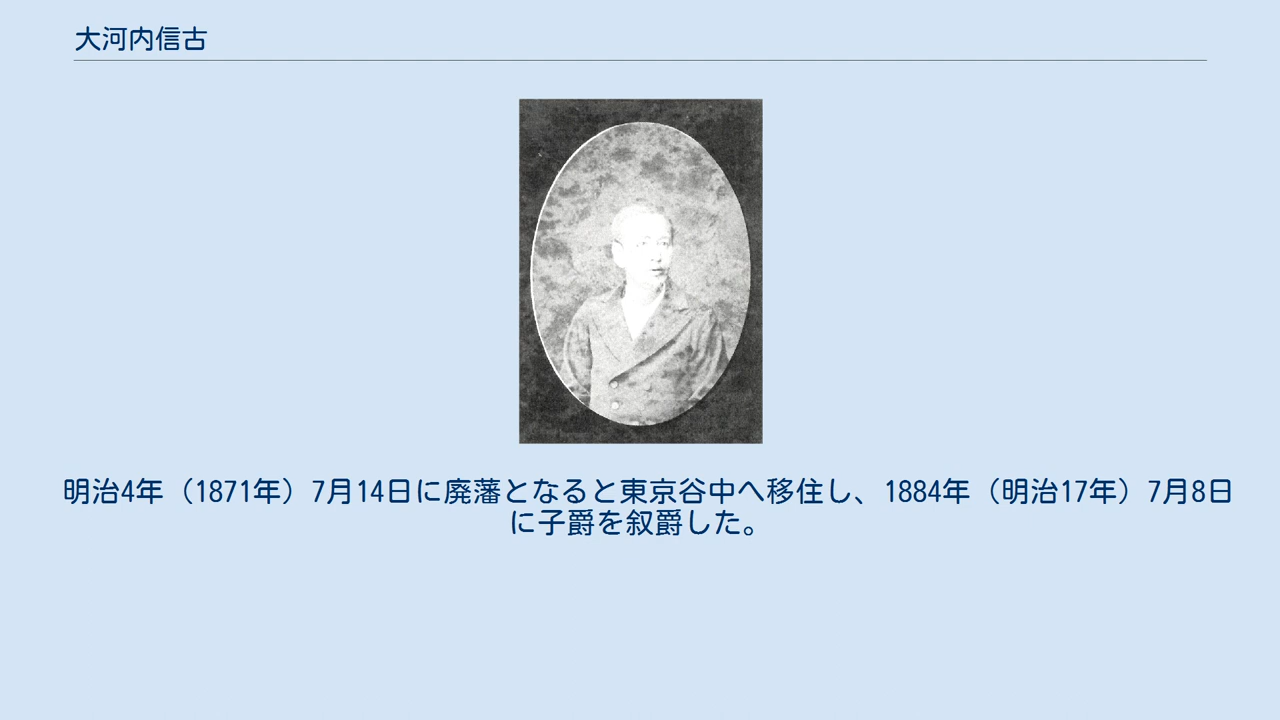 大河内信古
明治4年（1871年）7月14日に廃藩となると東京谷中へ移住し、1884年（明治17年）7月8日
に子爵を叙爵した。